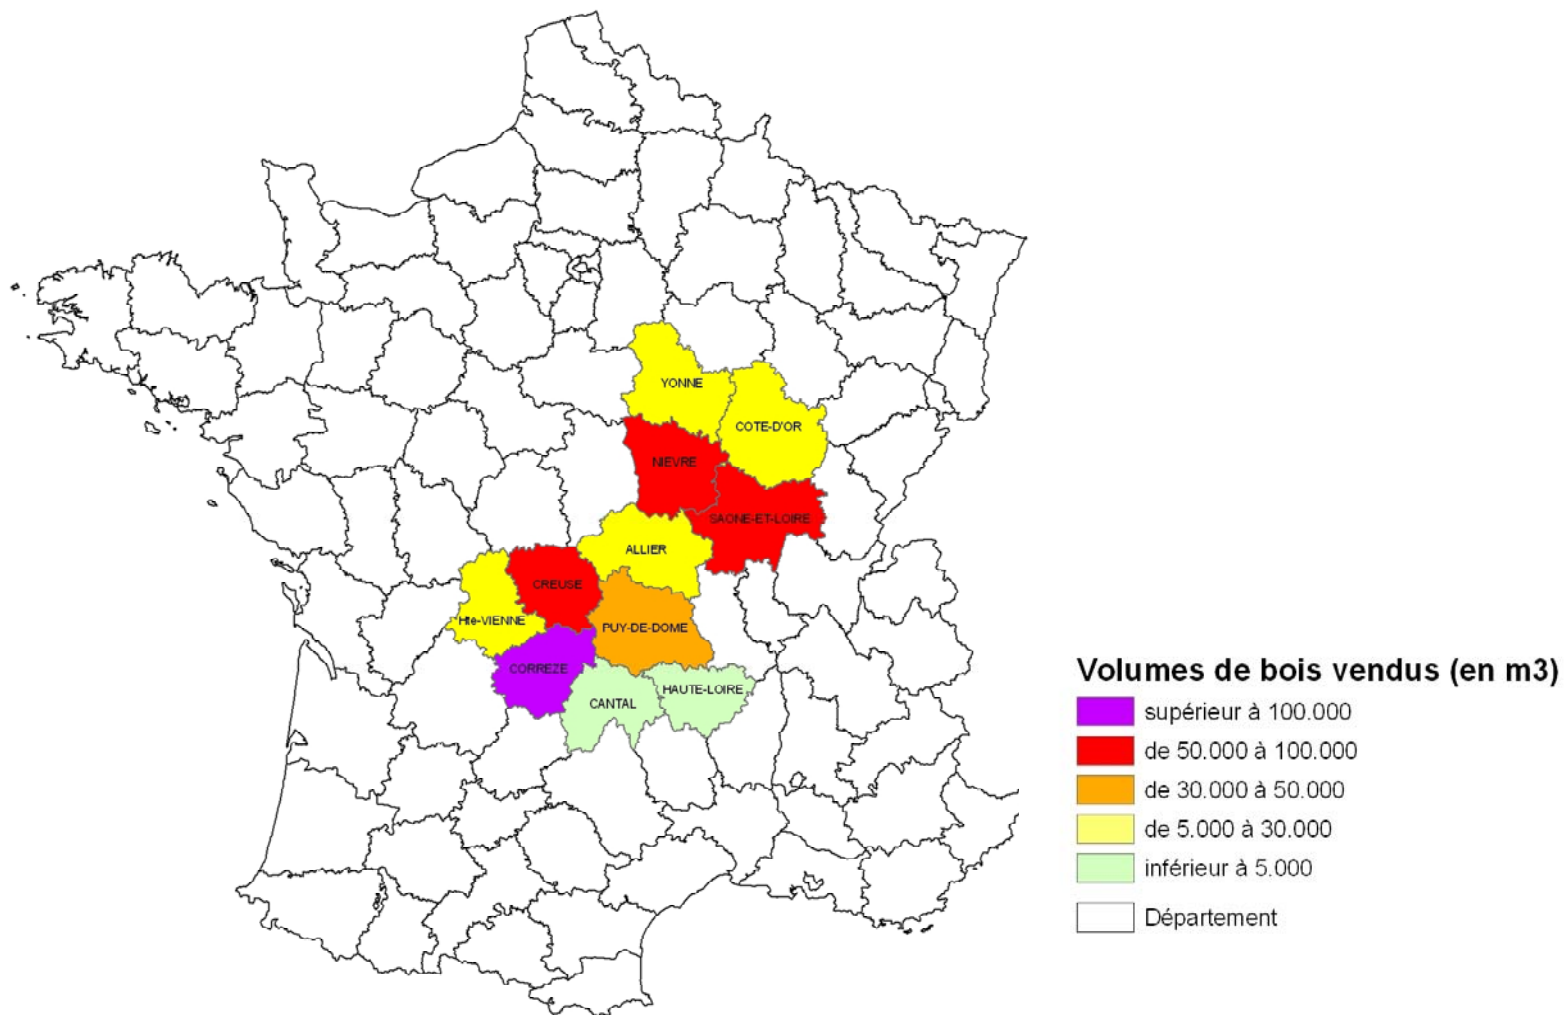 YONNE
COTE-D'OR
NIEVRE
SAONE-ET-LOIRE
ALLIER
CREUSE
Hte-VIENNE
PUY-DE-DOME
CORREZE
HAUTE-LOIRE
CANTAL
Volumes de bois vendus (en m3)
supérieur à 100.000
de 50.000 à 100.000
de 30.000 à 50.000
de 5.000 à 30.000
inférieur à 5.000
Département